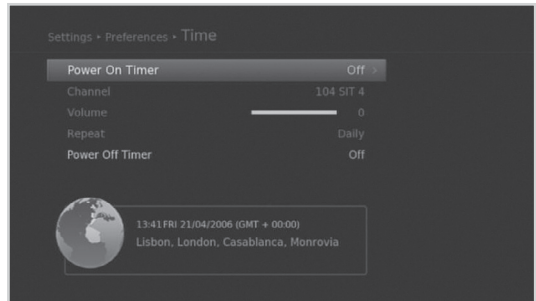 Settings • Preferences • Time
Power On Timer Off >
Channel 104 SIT 4
Volume 0
Repeat Daily
Power Off Timer Off
13:41 FRI 21/04/2006 (GMT + 00:00)
Lisbon, London, Casablanca, Monrovia